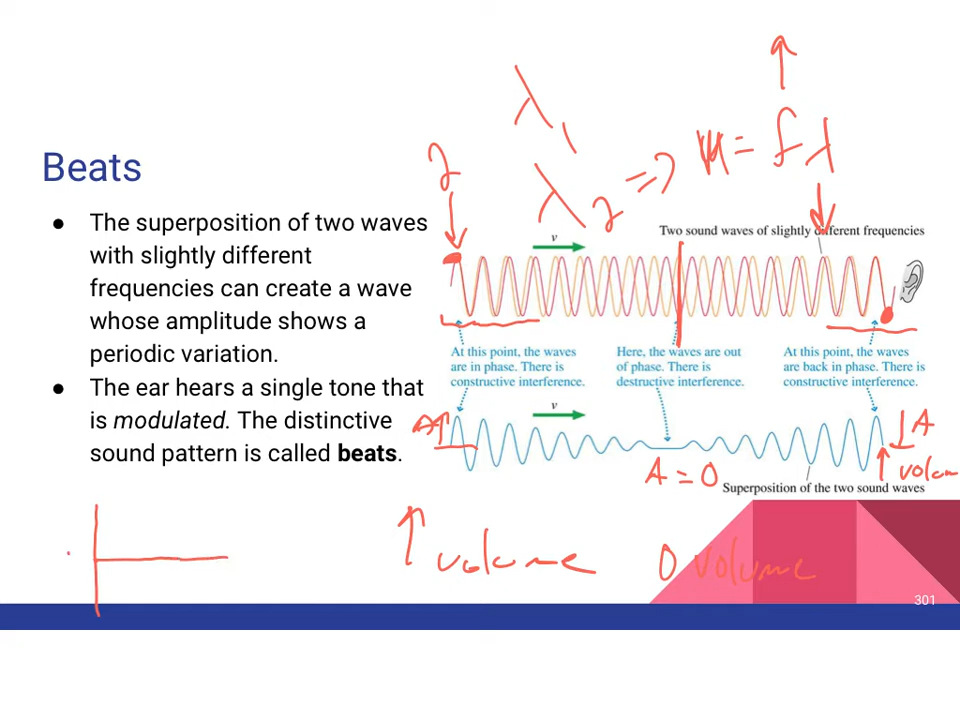 λ₁
λ₂ => = fλ
2
Beats
● The superposition of two waves
with slightly different
frequencies can create a wave
whose amplitude shows a
periodic variation.
● The ear hears a single tone that
is modulated. The distinctive
sound pattern is called beats.
v
Two sound waves of slightly different frequencies
At this point, the waves
are in phase. There is
constructive interference.
Here, the waves are out
of phase. There is
destructive interference.
At this point, the waves
are back in phase. There is
constructive interference.
v
A
A
A = 0
volum
Superposition of the two sound waves
↑ volume
0 volume
301